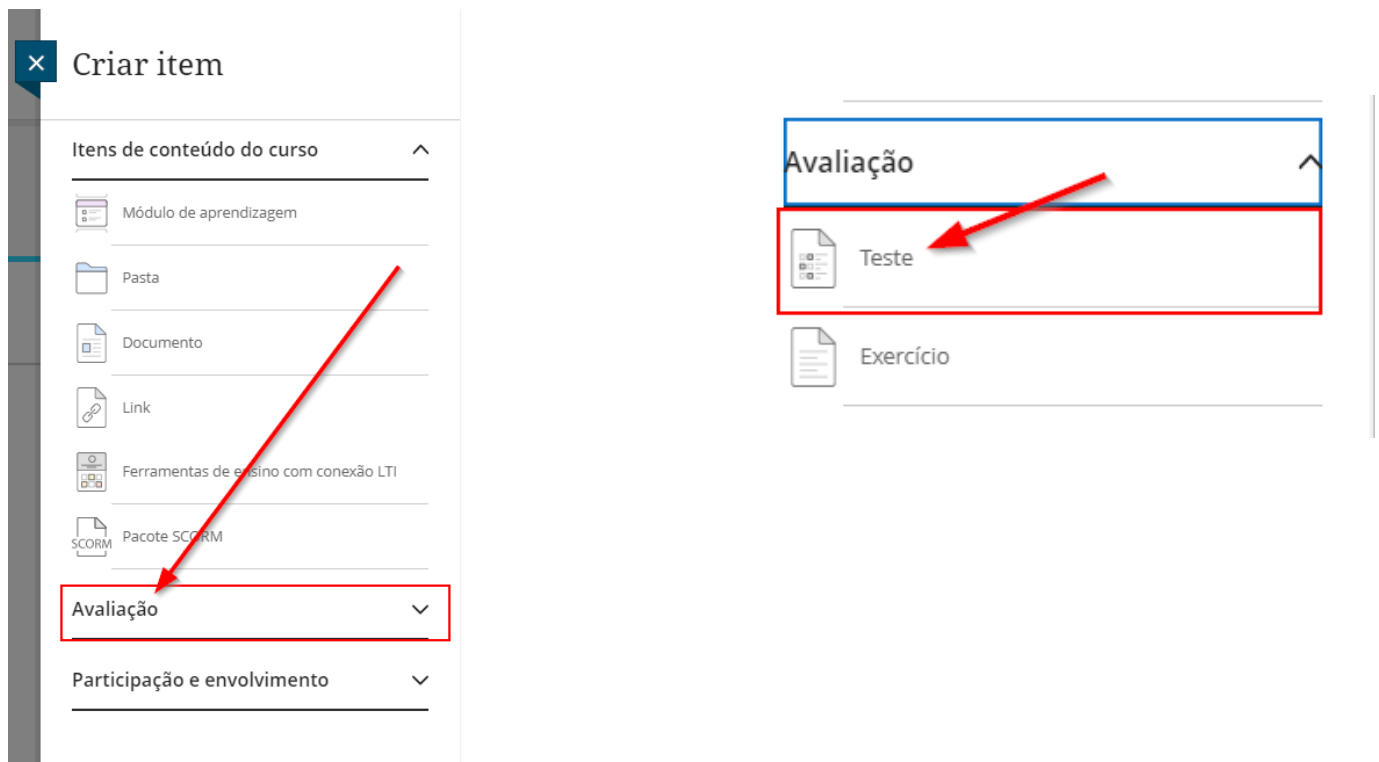 Criar item
Itens de conteúdo do curso
Módulo de aprendizagem
Pasta
Documento
Link
Ferramentas de ensino com conexão LTI
SCORM
Pacote SCORM
Avaliação
Participação e envolvimento
Avaliação
Teste
Exercício